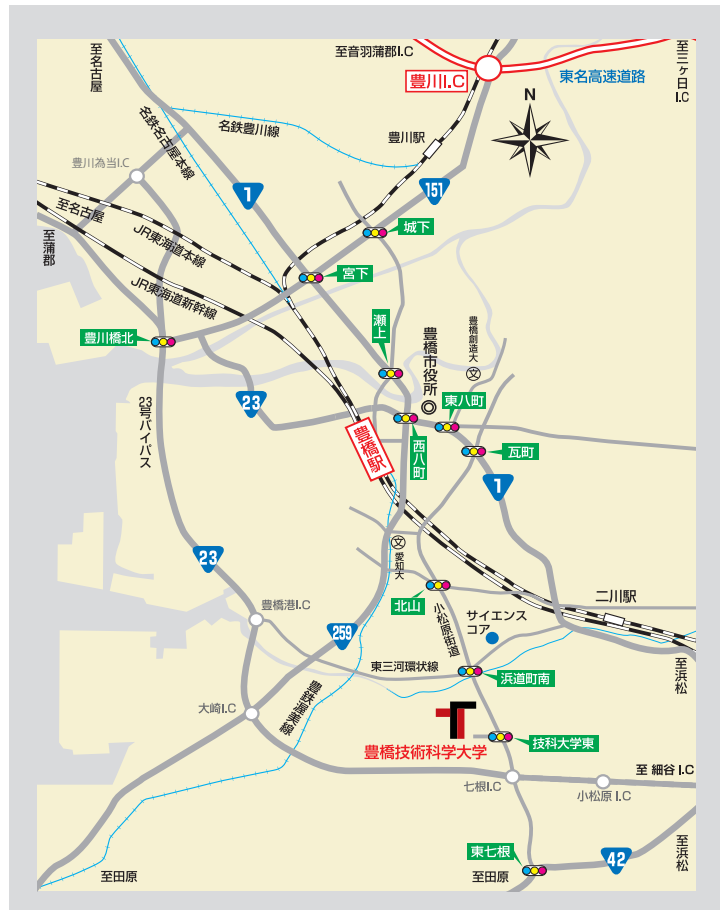 至名古屋
至音羽蒲郡I.C
豊川I.C
東名高速道路
至三ヶ日I.C
N
名鉄豊川線
豊川駅
名鉄名古屋本線
豊川為当I.C
1
151
至名古屋
至蒲郡
JR東海道本線
JR東海道新幹線
城下
宮下
豊川橋北
瀬上
豊橋市役所
豊橋創造大
文
東八町
西八町
瓦町
23
23号バイパス
豊橋駅
1
23
文
愛知大
北山
小松原街道
サイエンス
コア
二川駅
豊橋港I.C
259
東三河環状線
浜道町南
至浜松
大崎I.C
豊鉄渥美線
豊橋技術科学大学
技科大学東
至 細谷 I.C
七根I.C
小松原 I.C
東七根
42
至浜松
至田原
至田原